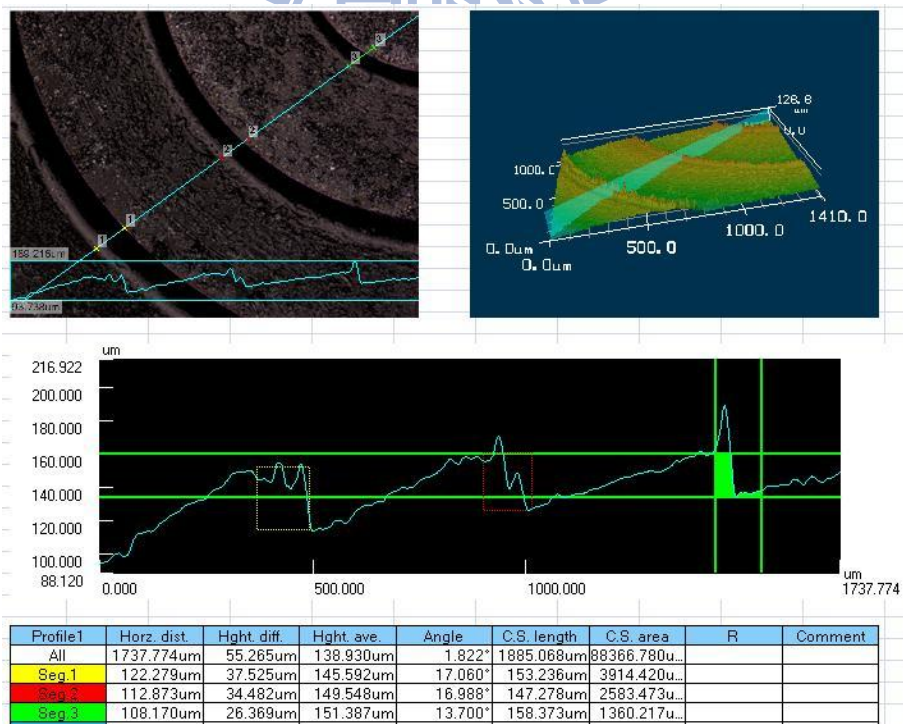 3
3
2
2
1
1
93.738um
128.8
um
1000.0
500.0
0.0um
0.0um
500.0
1000.0
1410.0
um
216.922
200.000
180.000
160.000
140.000
120.000
100.000
88.120
0.000
500.000
1000.000
um
1737.774
Profile1 Horz. dist. Hght. diff. Hght. ave. Angle C.S. length C.S. area R Comment
All 1737.774um 55.265um 138.930um 1.822° 1885.068um 88366.780u...
Seg.1 122.279um 37.525um 145.592um 17.060° 153.236um 3914.420u...
Seg.2 112.873um 34.482um 149.548um 16.988° 147.278um 2583.473u...
Seg.3 108.170um 26.369um 151.387um 13.700° 158.373um 1360.217u...